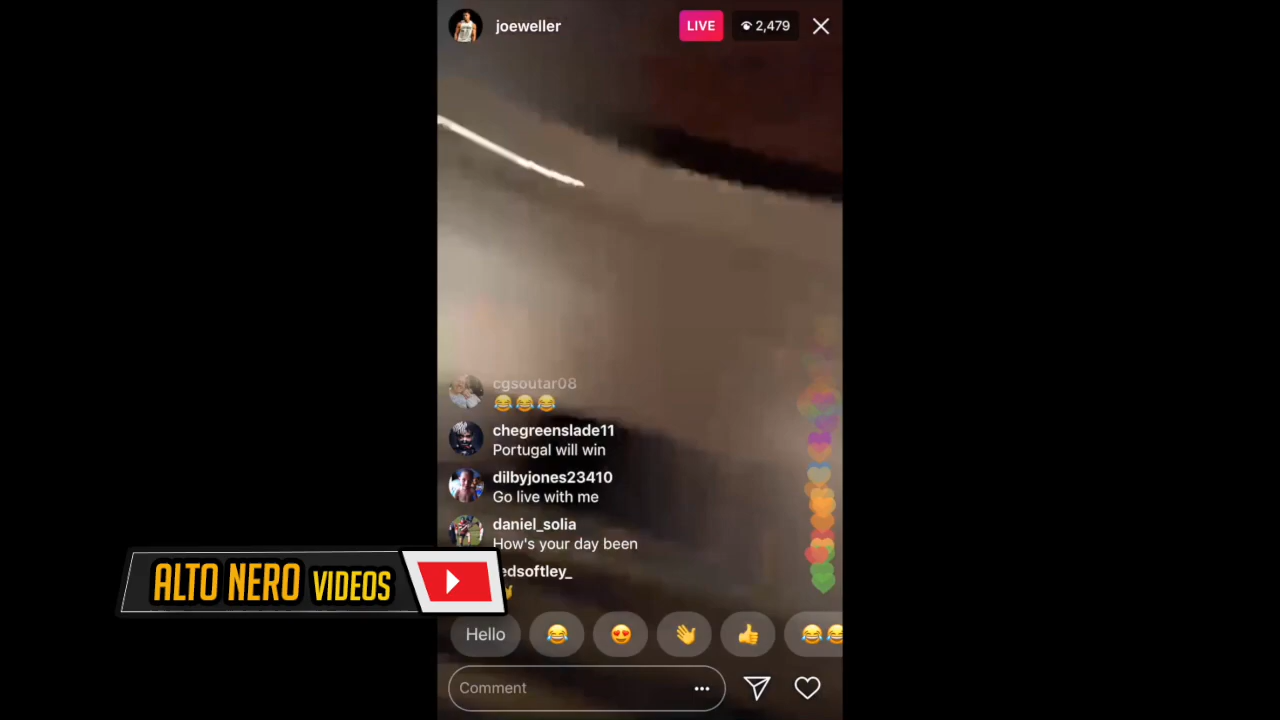 joeweller
LIVE
2,479
cgsoutar08
😂😂😂
chegreenslade11
Portugal will win
dilbyjones23410
Go live with me
daniel_solia
How's your day been
edsoftley_
ALTO NERO VIDEOS
Hello
Comment